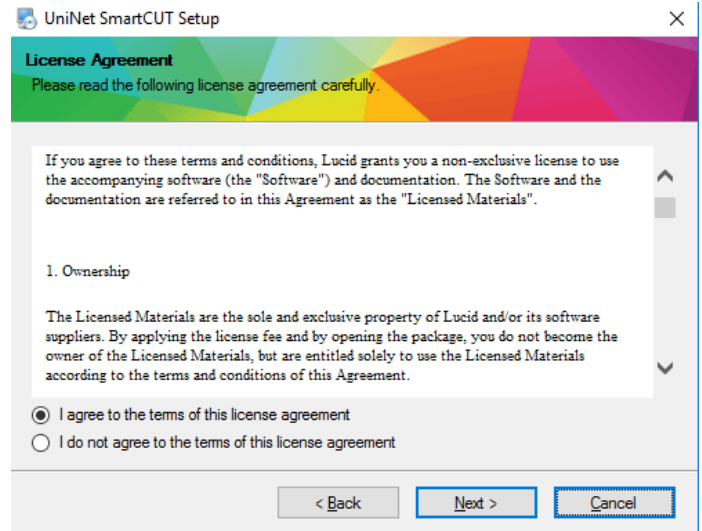 UniNet SmartCUT Setup
License Agreement
Please read the following license agreement carefully.
If you agree to these terms and conditions, Lucid grants you a non-exclusive license to use
the accompanying software (the "Software") and documentation. The Software and the
documentation are referred to in this Agreement as the "Licensed Materials".
1. Ownership
The Licensed Materials are the sole and exclusive property of Lucid and/or its software
suppliers. By applying the license fee and by opening the package, you do not become the
owner of the Licensed Materials, but are entitled solely to use the Licensed Materials
according to the terms and conditions of this Agreement.
I agree to the terms of this license agreement
I do not agree to the terms of this license agreement
< Back Next > Cancel